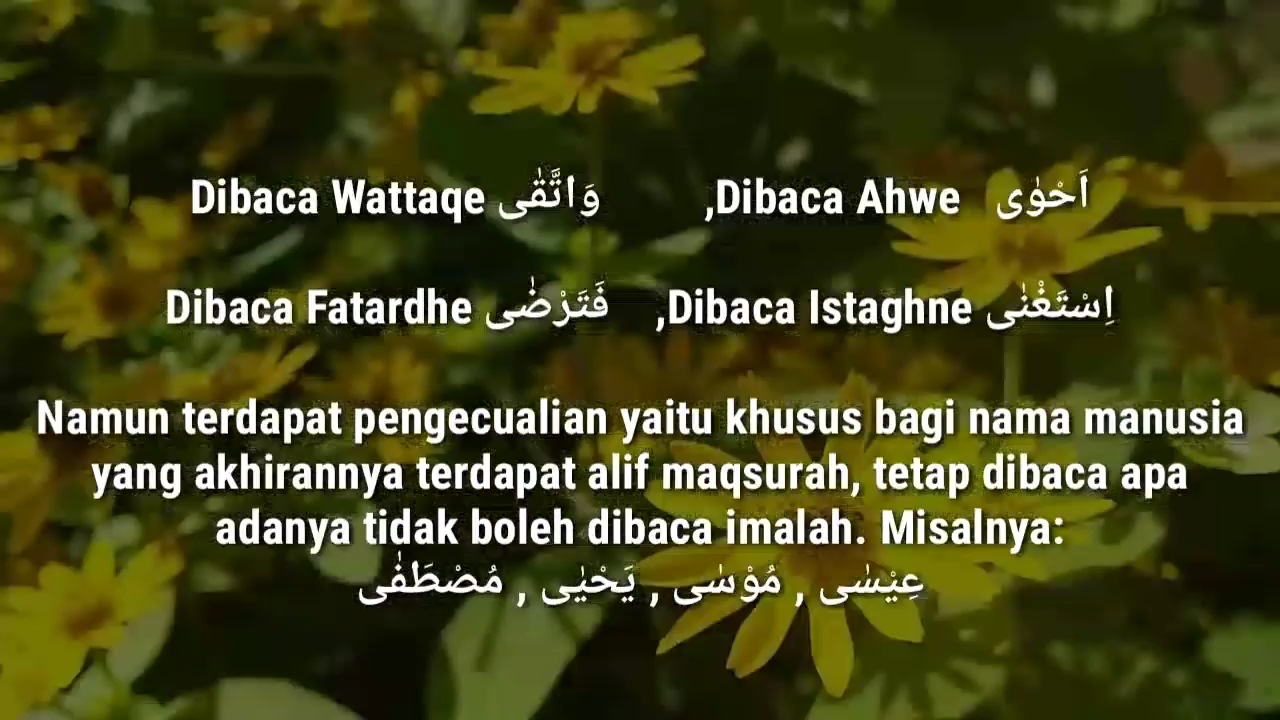 Dibaca Wattaqe وَاتَّقٰى ,Dibaca Ahwe اَحْوٰى
Dibaca Fatardhe فَتَرْضٰى ,Dibaca Istaghne اِسْتَغْنٰى
Namun terdapat pengecualian yaitu khusus bagi nama manusia
yang akhirannya terdapat alif maqsurah, tetap dibaca apa
adanya tidak boleh dibaca imalah. Misalnya:
عِيْسٰى , مُوْسٰى , يَحْيٰى , مُصْطَفٰى